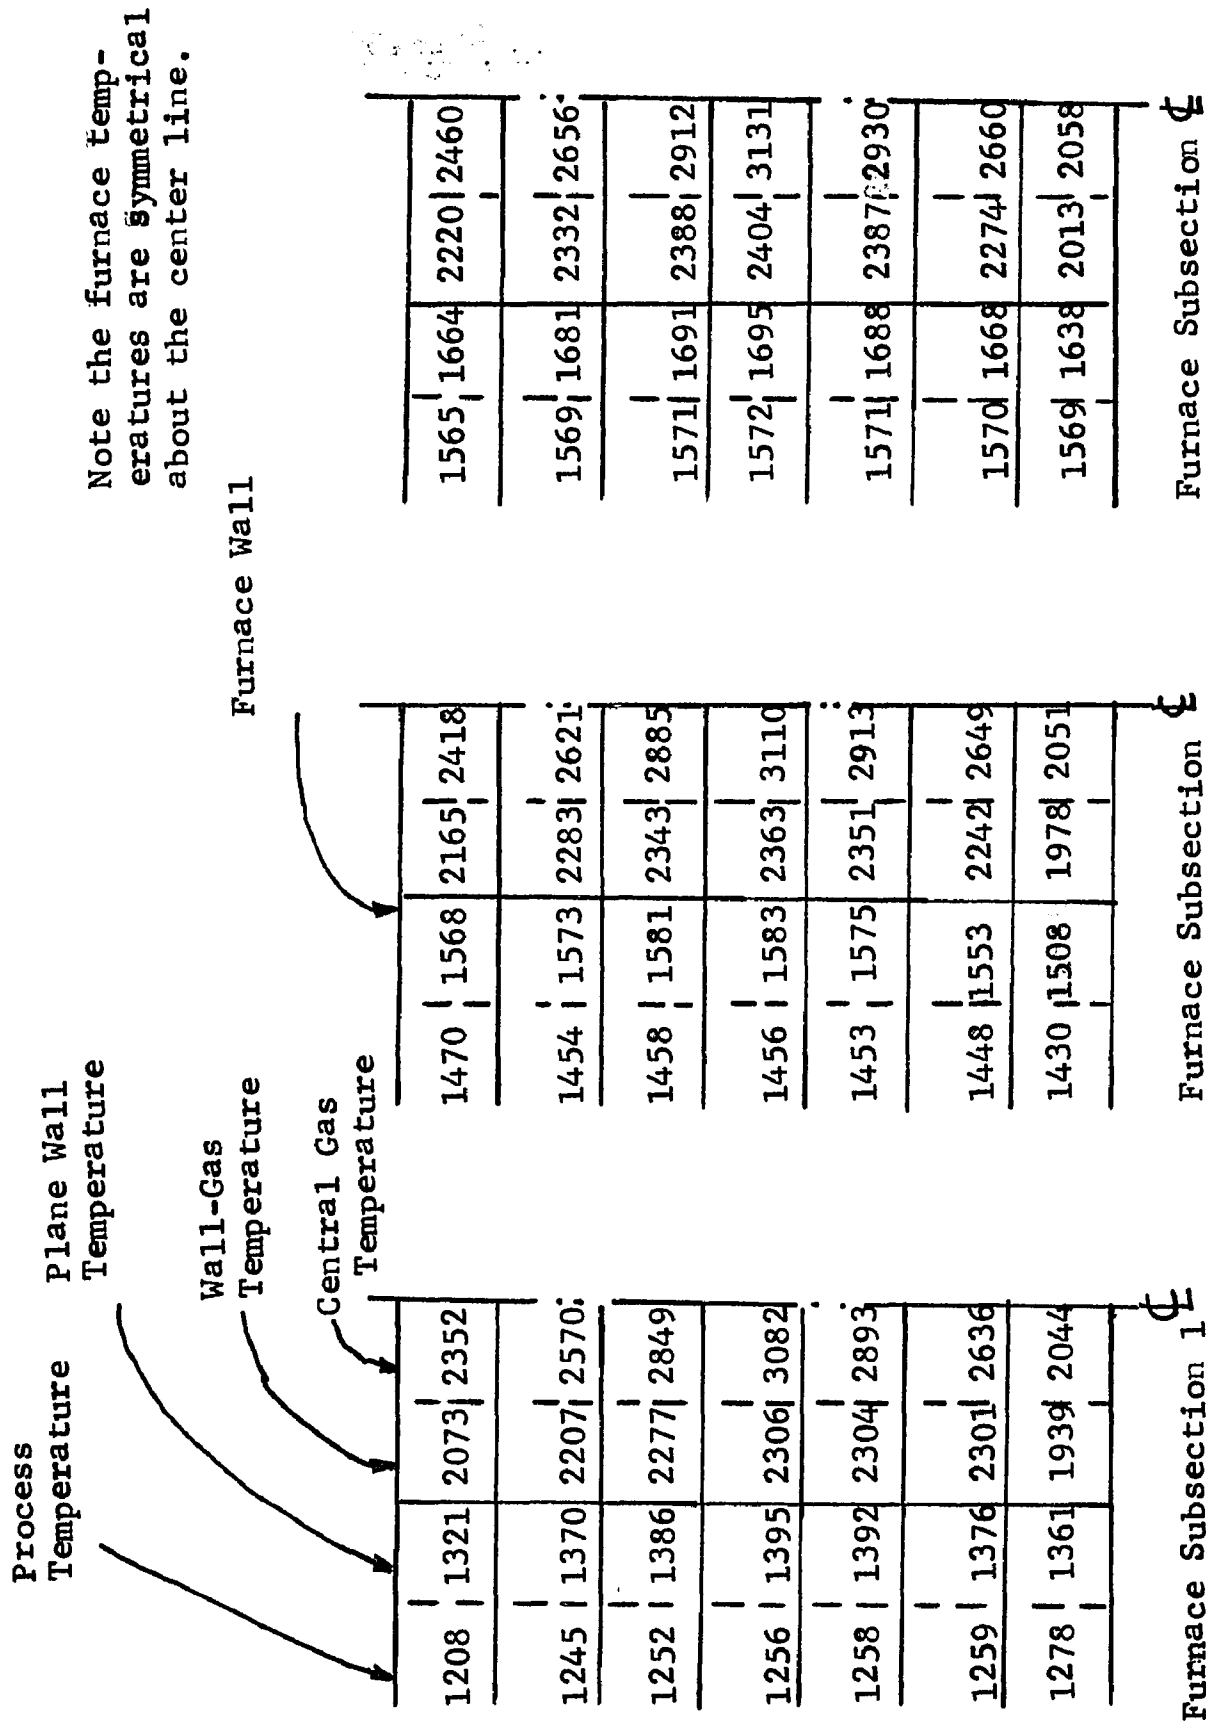 Note the furnace temp-
eratures are symmetrical
about the center line.
Process
Temperature
Plane Wall
Temperature
Wall-Gas
Temperature
Central Gas
Temperature
Furnace Wall
1208 1321 2073 2352
1245 1370 2207 2570
1252 1386 2277 2849
1256 1395 2306 3082
1258 1392 2304 2893
1259 1376 2301 2636
1278 1361 1939 2044
Furnace Subsection 1
1470 1568 2165 2418
1454 1573 2283 2621
1458 1581 2343 2885
1456 1583 2363 3110
1453 1575 2351 2913
1448 1553 2242 2649
1430 1508 1978 2051
Furnace Subsection
1565 1664 2220 2460
1569 1681 2332 2656
1571 1691 2388 2912
1572 1695 2404 3131
1571 1688 2387 2930
1570 1668 2274 2660
1569 1638 2013 2058
Furnace Subsection